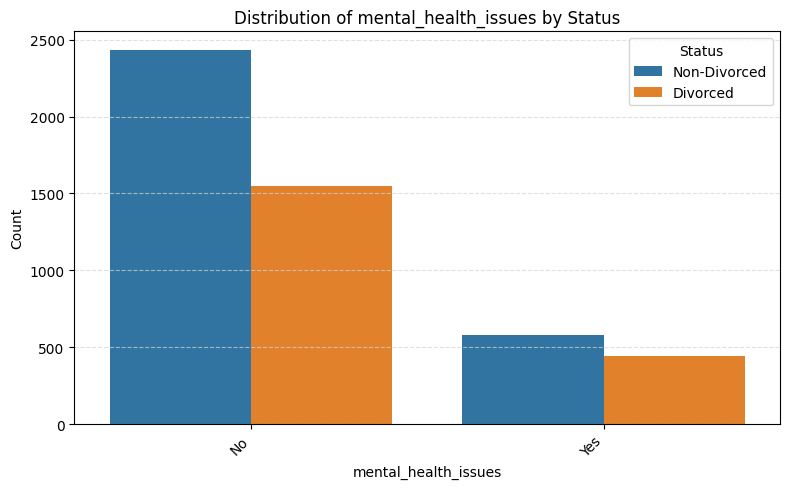 Distribution of mental_health_issues by Status
Status
Non-Divorced
Divorced
2500
2000
1500
1000
500
0
Count
No
Yes
mental_health_issues